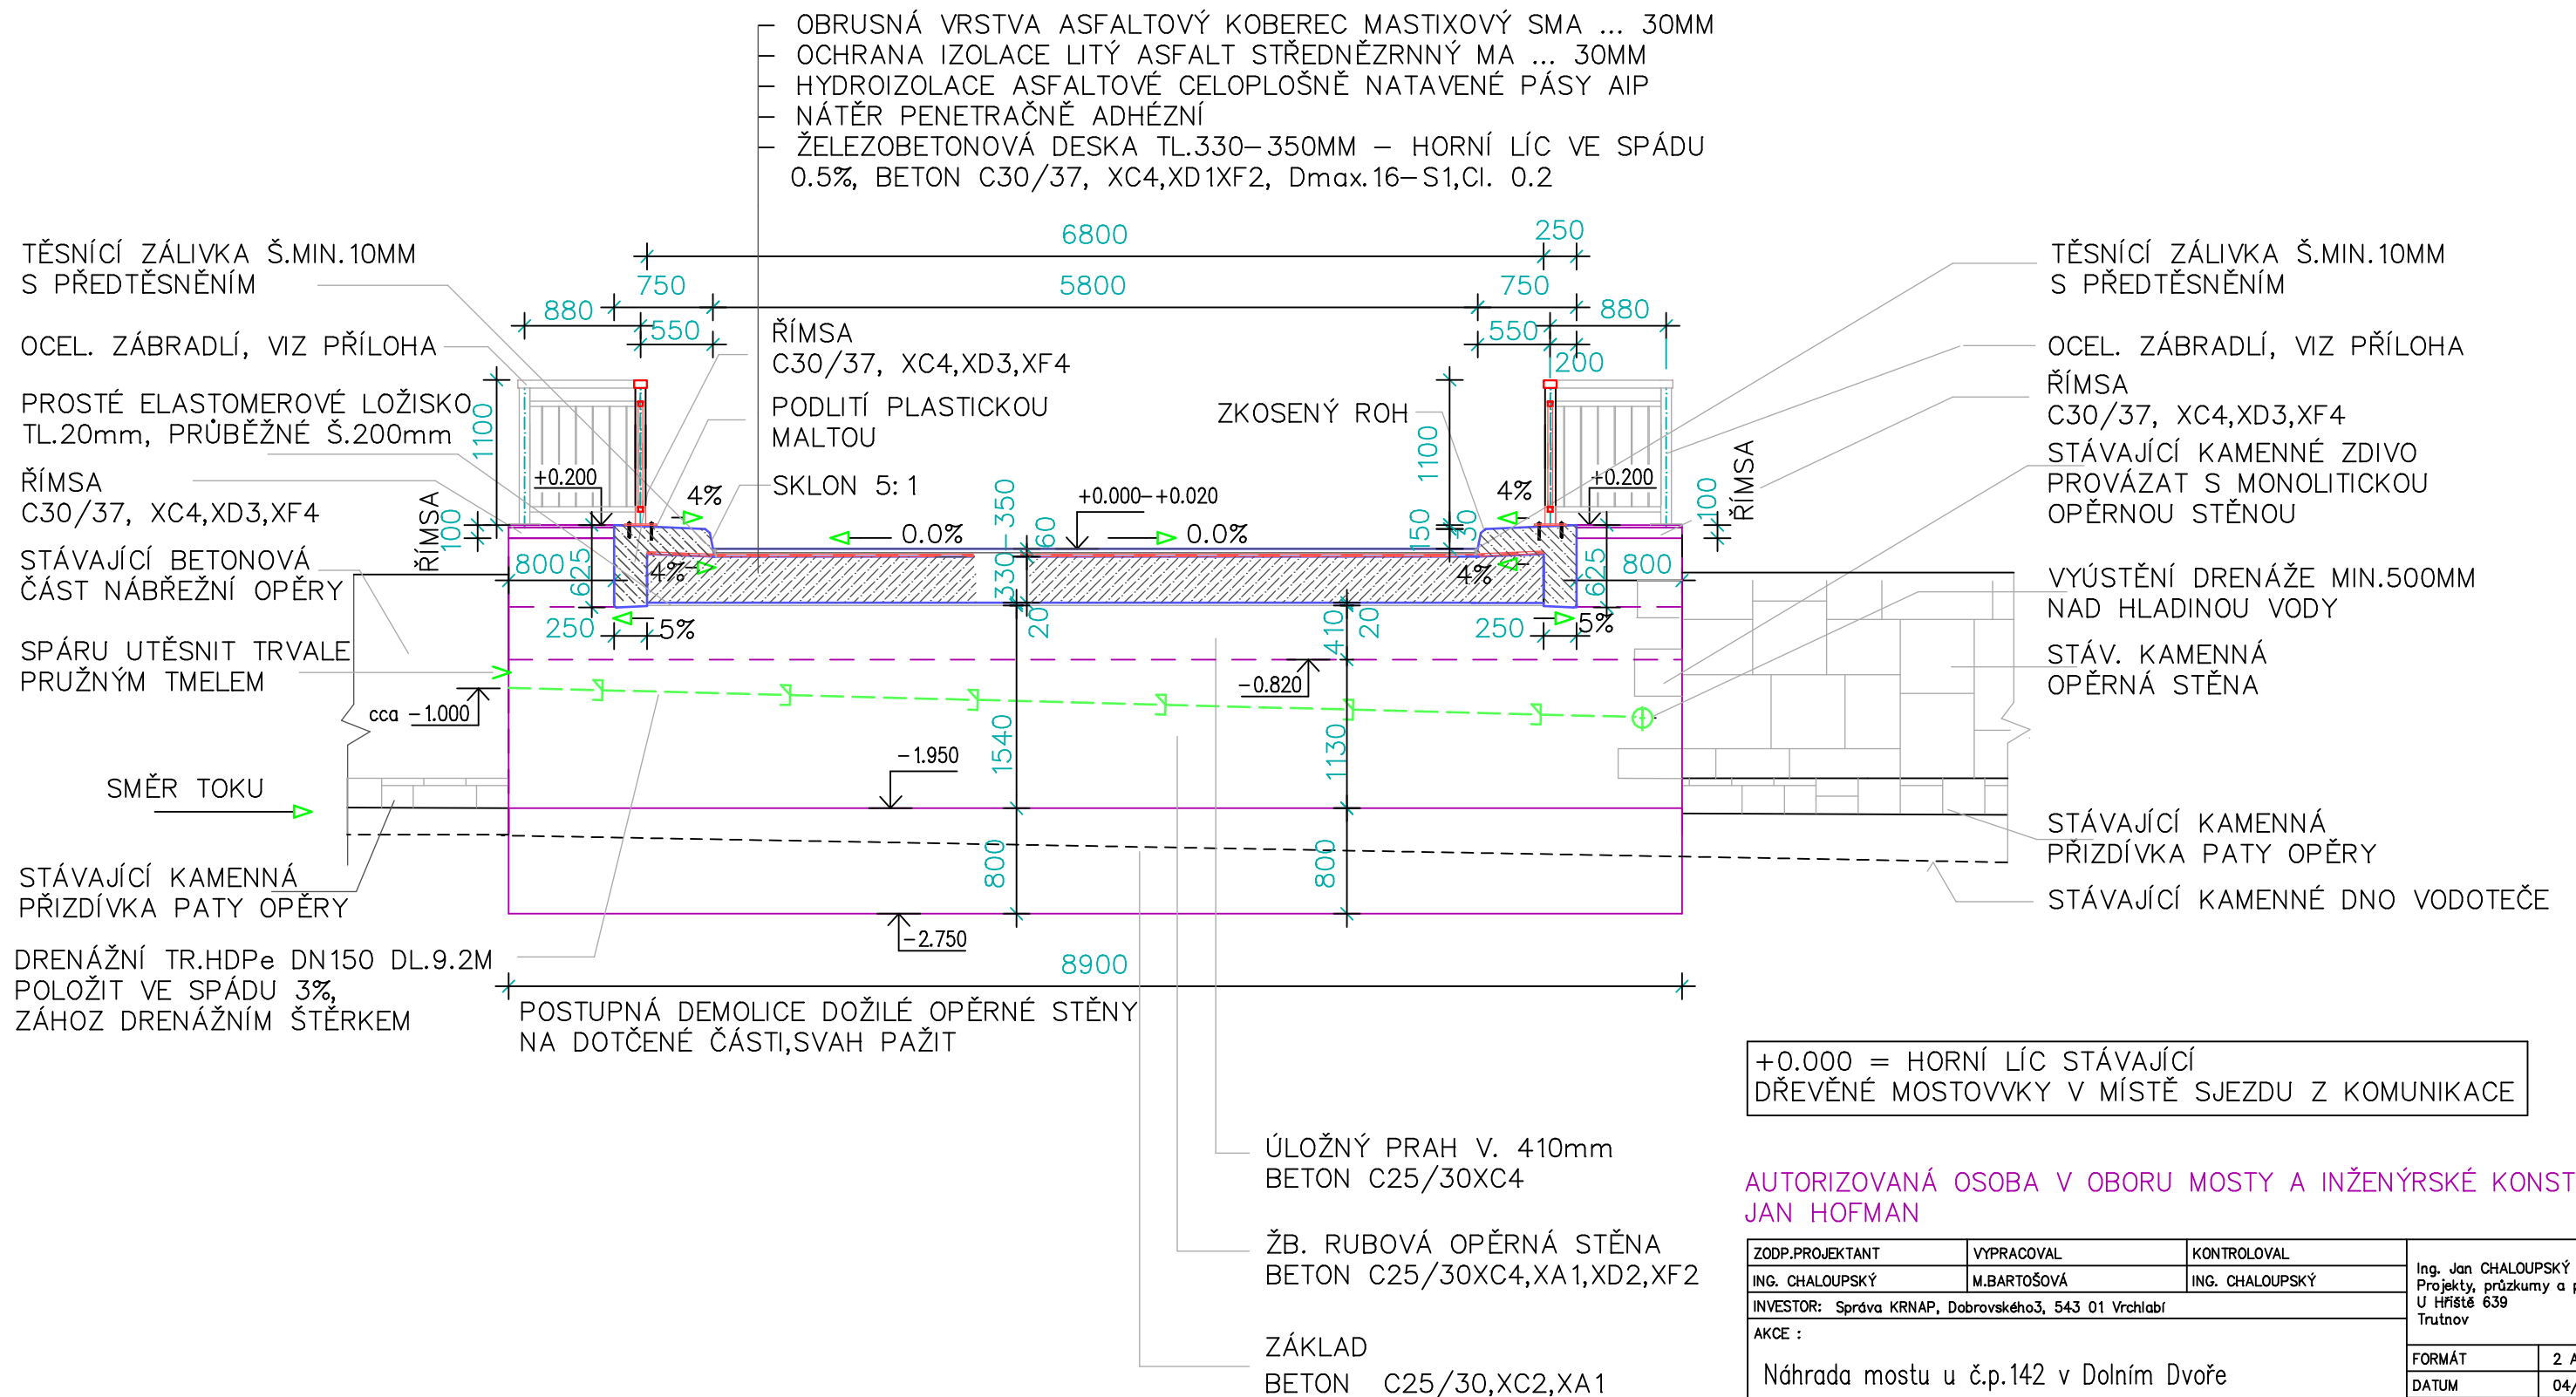 OBRUSNÁ VRSTVA ASFALTOVÝ KOBEREC MASTIXOVÝ SMA ... 30MM
OCHRANA IZOLACE LITÝ ASFALT STŘEDNĚZRNNÝ MA ... 30MM
HYDROIZOLACE ASFALTOVÉ CELOPLOŠNĚ NATAVENÉ PÁSY AIP
NÁTĚR PENETRAČNĚ ADHÉZNÍ
ŽELEZOBETONOVÁ DESKA TL.330-350MM - HORNÍ LÍC VE SPÁDU
0.5%, BETON C30/37, XC4,XD1XF2, Dmax.16-S1,Cl. 0.2
6800
250
750
5800
750
880
550
550
880
200
TĚSNÍCÍ ZÁLIVKA Š.MIN.10MM
S PŘEDTĚSNĚNÍM
OCEL. ZÁBRADLÍ, VIZ PŘÍLOHA
PROSTÉ ELASTOMEROVÉ LOŽISKO
TL.20mm, PRŮBĚŽNÉ Š.200mm
ŘÍMSA
C30/37, XC4,XD3,XF4
STÁVAJÍCÍ BETONOVÁ
ČÁST NÁBŘEŽNÍ OPĚRY
SPÁRU UTĚSNIT TRVALE
PRUŽNÝM TMELEM
cca -1.000
SMĚR TOKU
STÁVAJÍCÍ KAMENNÁ
PŘIZDÍVKA PATY OPĚRY
DRENÁŽNÍ TR.HDPe DN150 DL.9.2M
POLOŽIT VE SPÁDU 3%,
ZÁHOZ DRENÁŽNÍM ŠTĚRKEM
ŘÍMSA
C30/37, XC4,XD3,XF4
PODLITÍ PLASTICKOU
MALTOU
SKLON 5:1
ZKOSENÝ ROH
1100
+0.200
4%
ŘÍMSA
100
800
625
4%
250
5%
0.0%
330-350
60
+0.000-+0.020
0.0%
20
1100
150
50
4%
+0.200
4%
625
800
100
ŘÍMSA
410
20
250
5%
-0.820
1540
1130
-1.950
800
800
-2.750
8900
POSTUPNÁ DEMOLICE DOŽILÉ OPĚRNÉ STĚNY
NA DOTČENÉ ČÁSTI,SVAH PAŽIT
TĚSNÍCÍ ZÁLIVKA Š.MIN.10MM
S PŘEDTĚSNĚNÍM
OCEL. ZÁBRADLÍ, VIZ PŘÍLOHA
ŘÍMSA
C30/37, XC4,XD3,XF4
STÁVAJÍCÍ KAMENNÉ ZDIVO
PROVÁZAT S MONOLITICKOU
OPĚRNOU STĚNOU
VYÚSTĚNÍ DRENÁŽE MIN.500MM
NAD HLADINOU VODY
STÁV. KAMENNÁ
OPĚRNÁ STĚNA
STÁVAJÍCÍ KAMENNÁ
PŘIZDÍVKA PATY OPĚRY
STÁVAJÍCÍ KAMENNÉ DNO VODOTEČE
+0.000 = HORNÍ LÍC STÁVAJÍCÍ
DŘEVĚNÉ MOSTOVVKY V MÍSTĚ SJEZDU Z KOMUNIKACE
ÚLOŽNÝ PRAH V. 410mm
BETON C25/30XC4
ŽB. RUBOVÁ OPĚRNÁ STĚNA
BETON C25/30XC4,XA1,XD2,XF2
ZÁKLAD
BETON C25/30,XC2,XA1
AUTORIZOVANÁ OSOBA V OBORU MOSTY A INŽENÝRSKÉ KONST
JAN HOFMAN
ZODP.PROJEKTANT VYPRACOVAL KONTROLOVAL
ING. CHALOUPSKÝ M.BARTOŠOVÁ ING. CHALOUPSKÝ
INVESTOR: Správa KRNAP, Dobrovského3, 543 01 Vrchlabí
AKCE :
Náhrada mostu u č.p.142 v Dolním Dvoře
Ing. Jan CHALOUPSKÝ
Projekty, průzkumy a p
U Hřiště 639
Trutnov
FORMÁT 2 A
DATUM 04/